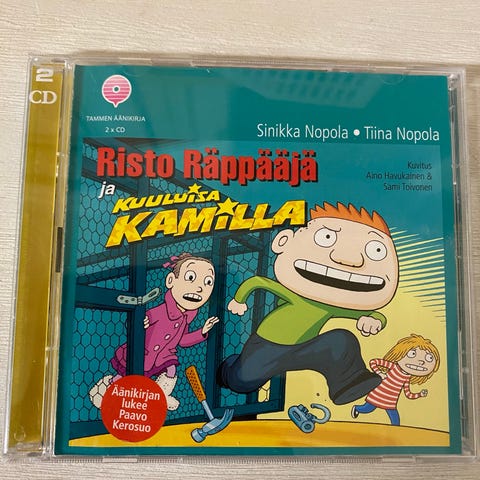 2
CD
TAMMEN ÄÄNIKIRJA
2 x CD
Sinikka Nopola • Tiina Nopola
Risto Räppääjä
ja KUULUISA
KAMILLA
Kuvitus
Aino Havukainen &
Sami Toivonen
Äänikirjan
lukee
Paavo
Kerosuo